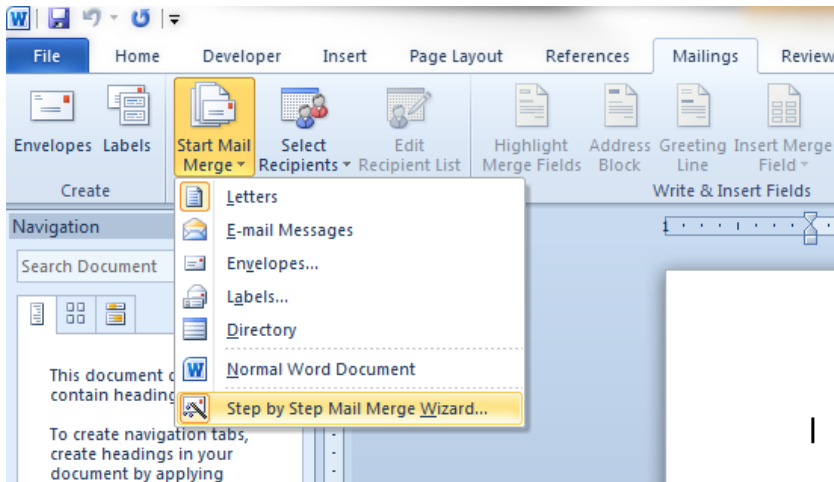 W
File Home Developer Insert Page Layout References Mailings Review
Envelopes Labels Start Mail Merge Select Recipients Edit Recipient List Highlight Merge Fields Address Block Greeting Line Insert Merge Field
Create Write & Insert Fields
Letters
E-mail Messages
Envelopes...
Labels...
Directory
W Normal Word Document
Step by Step Mail Merge Wizard...
Navigation
Search Document
This document
contain
To create navigation tabs,
create headings in your
document by applying
1